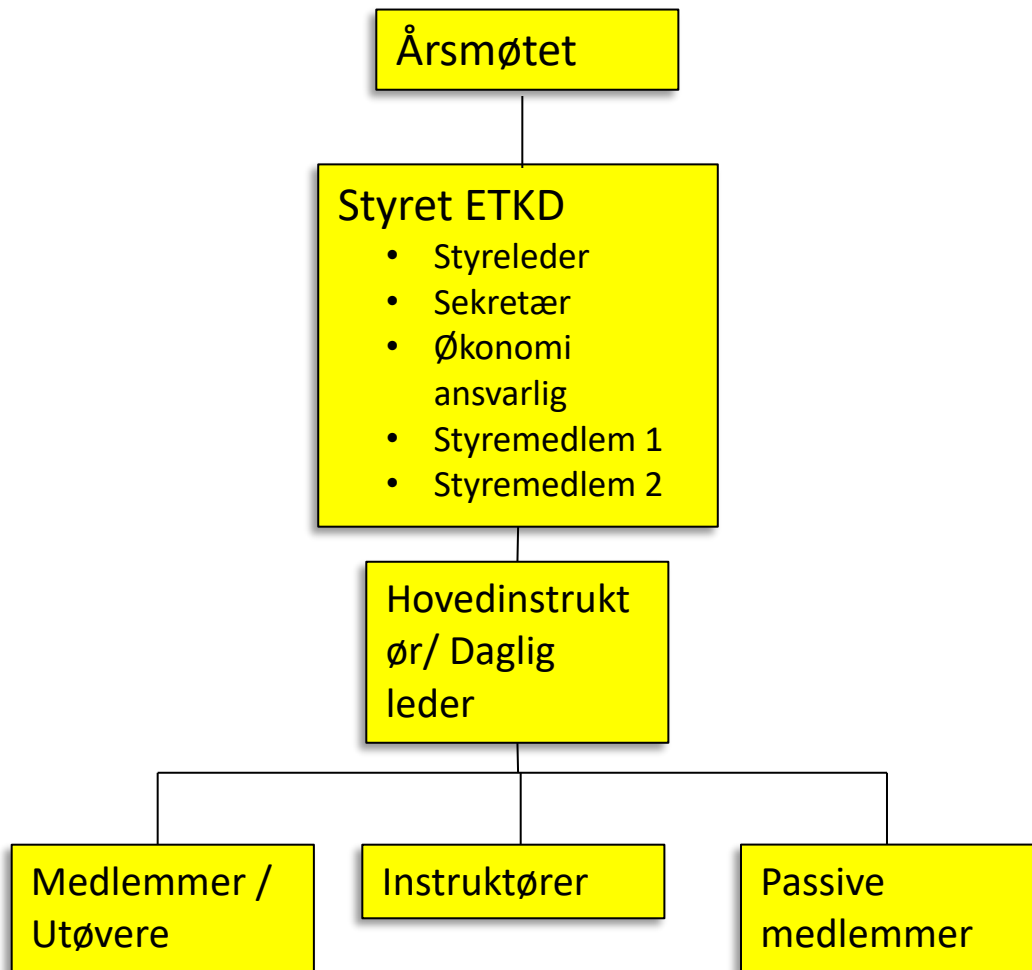 Årsmøtet
Styret ETKD
• Styreleder
• Sekretær
• Økonomi
ansvarlig
• Styremedlem 1
• Styremedlem 2
Hovedinstrukt
ør/ Daglig
leder
Medlemmer /
Utøvere
Instruktører
Passive
medlemmer